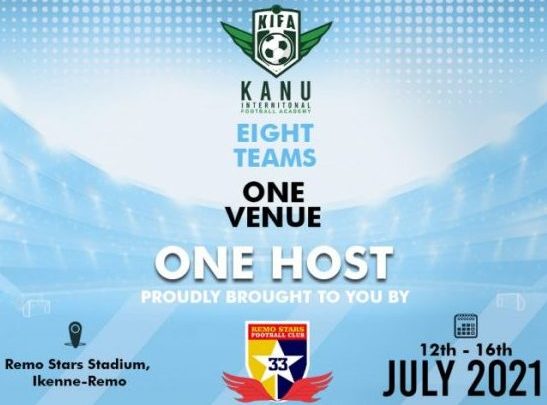 KIFA
KANU
INTERNITONAL
FOOTBALL ACADEMY
EIGHT
TEAMS
ONE
VENUE
ONE HOST
PROUDLY BROUGHT TO YOU BY
REMO STARS
FOOTBALL CLUB
33
Remo Stars Stadium,
Ikenne-Remo
12th - 16th
JULY 2021